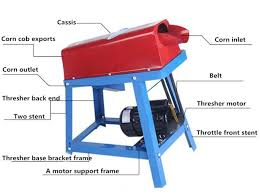 Cassis
Corn cob exports
Corn inlet
Corn outlet
Belt
Thresher back end
Thresher motor
Two stent
Throttle front stent
Thresher base bracket frame
A motor support frame